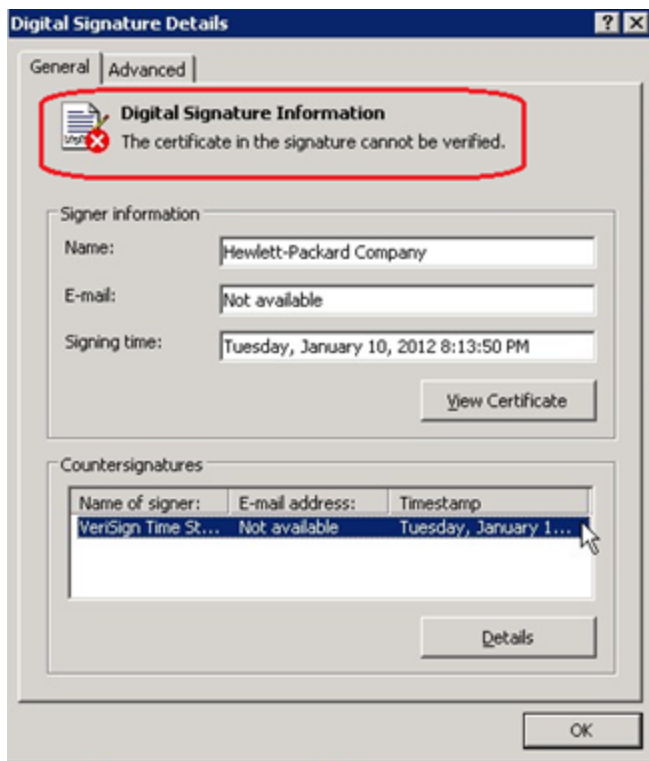 Digital Signature Details
General Advanced
Digital Signature Information
The certificate in the signature cannot be verified.
Signer information
Name: Hewlett-Packard Company
E-mail: Not available
Signing time: Tuesday, January 10, 2012 8:13:50 PM
View Certificate
Countersignatures
Name of signer: E-mail address: Timestamp
VeriSign Time St... Not available Tuesday, January 1...
Details
OK